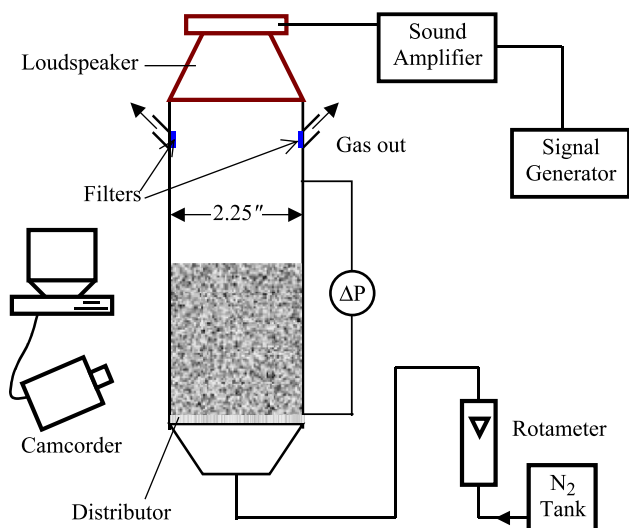 Sound
Amplifier
Loudspeaker
Gas out
Signal
Generator
Filters
2.25"
ΔP
Camcorder
Rotameter
N₂
Tank
Distributor